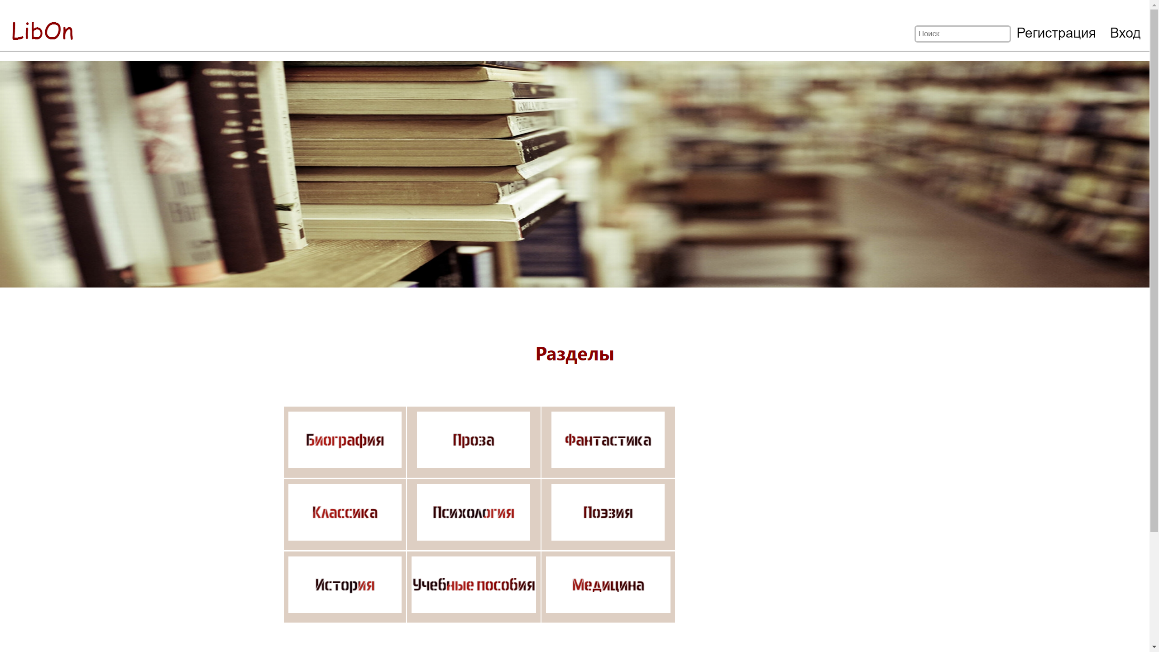 LibOn
Поиск
Регистрация
Вход
Разделы
Биография
Проза
Фантастика
Классика
Психология
Поэзия
История
Учебные пособия
Медицина